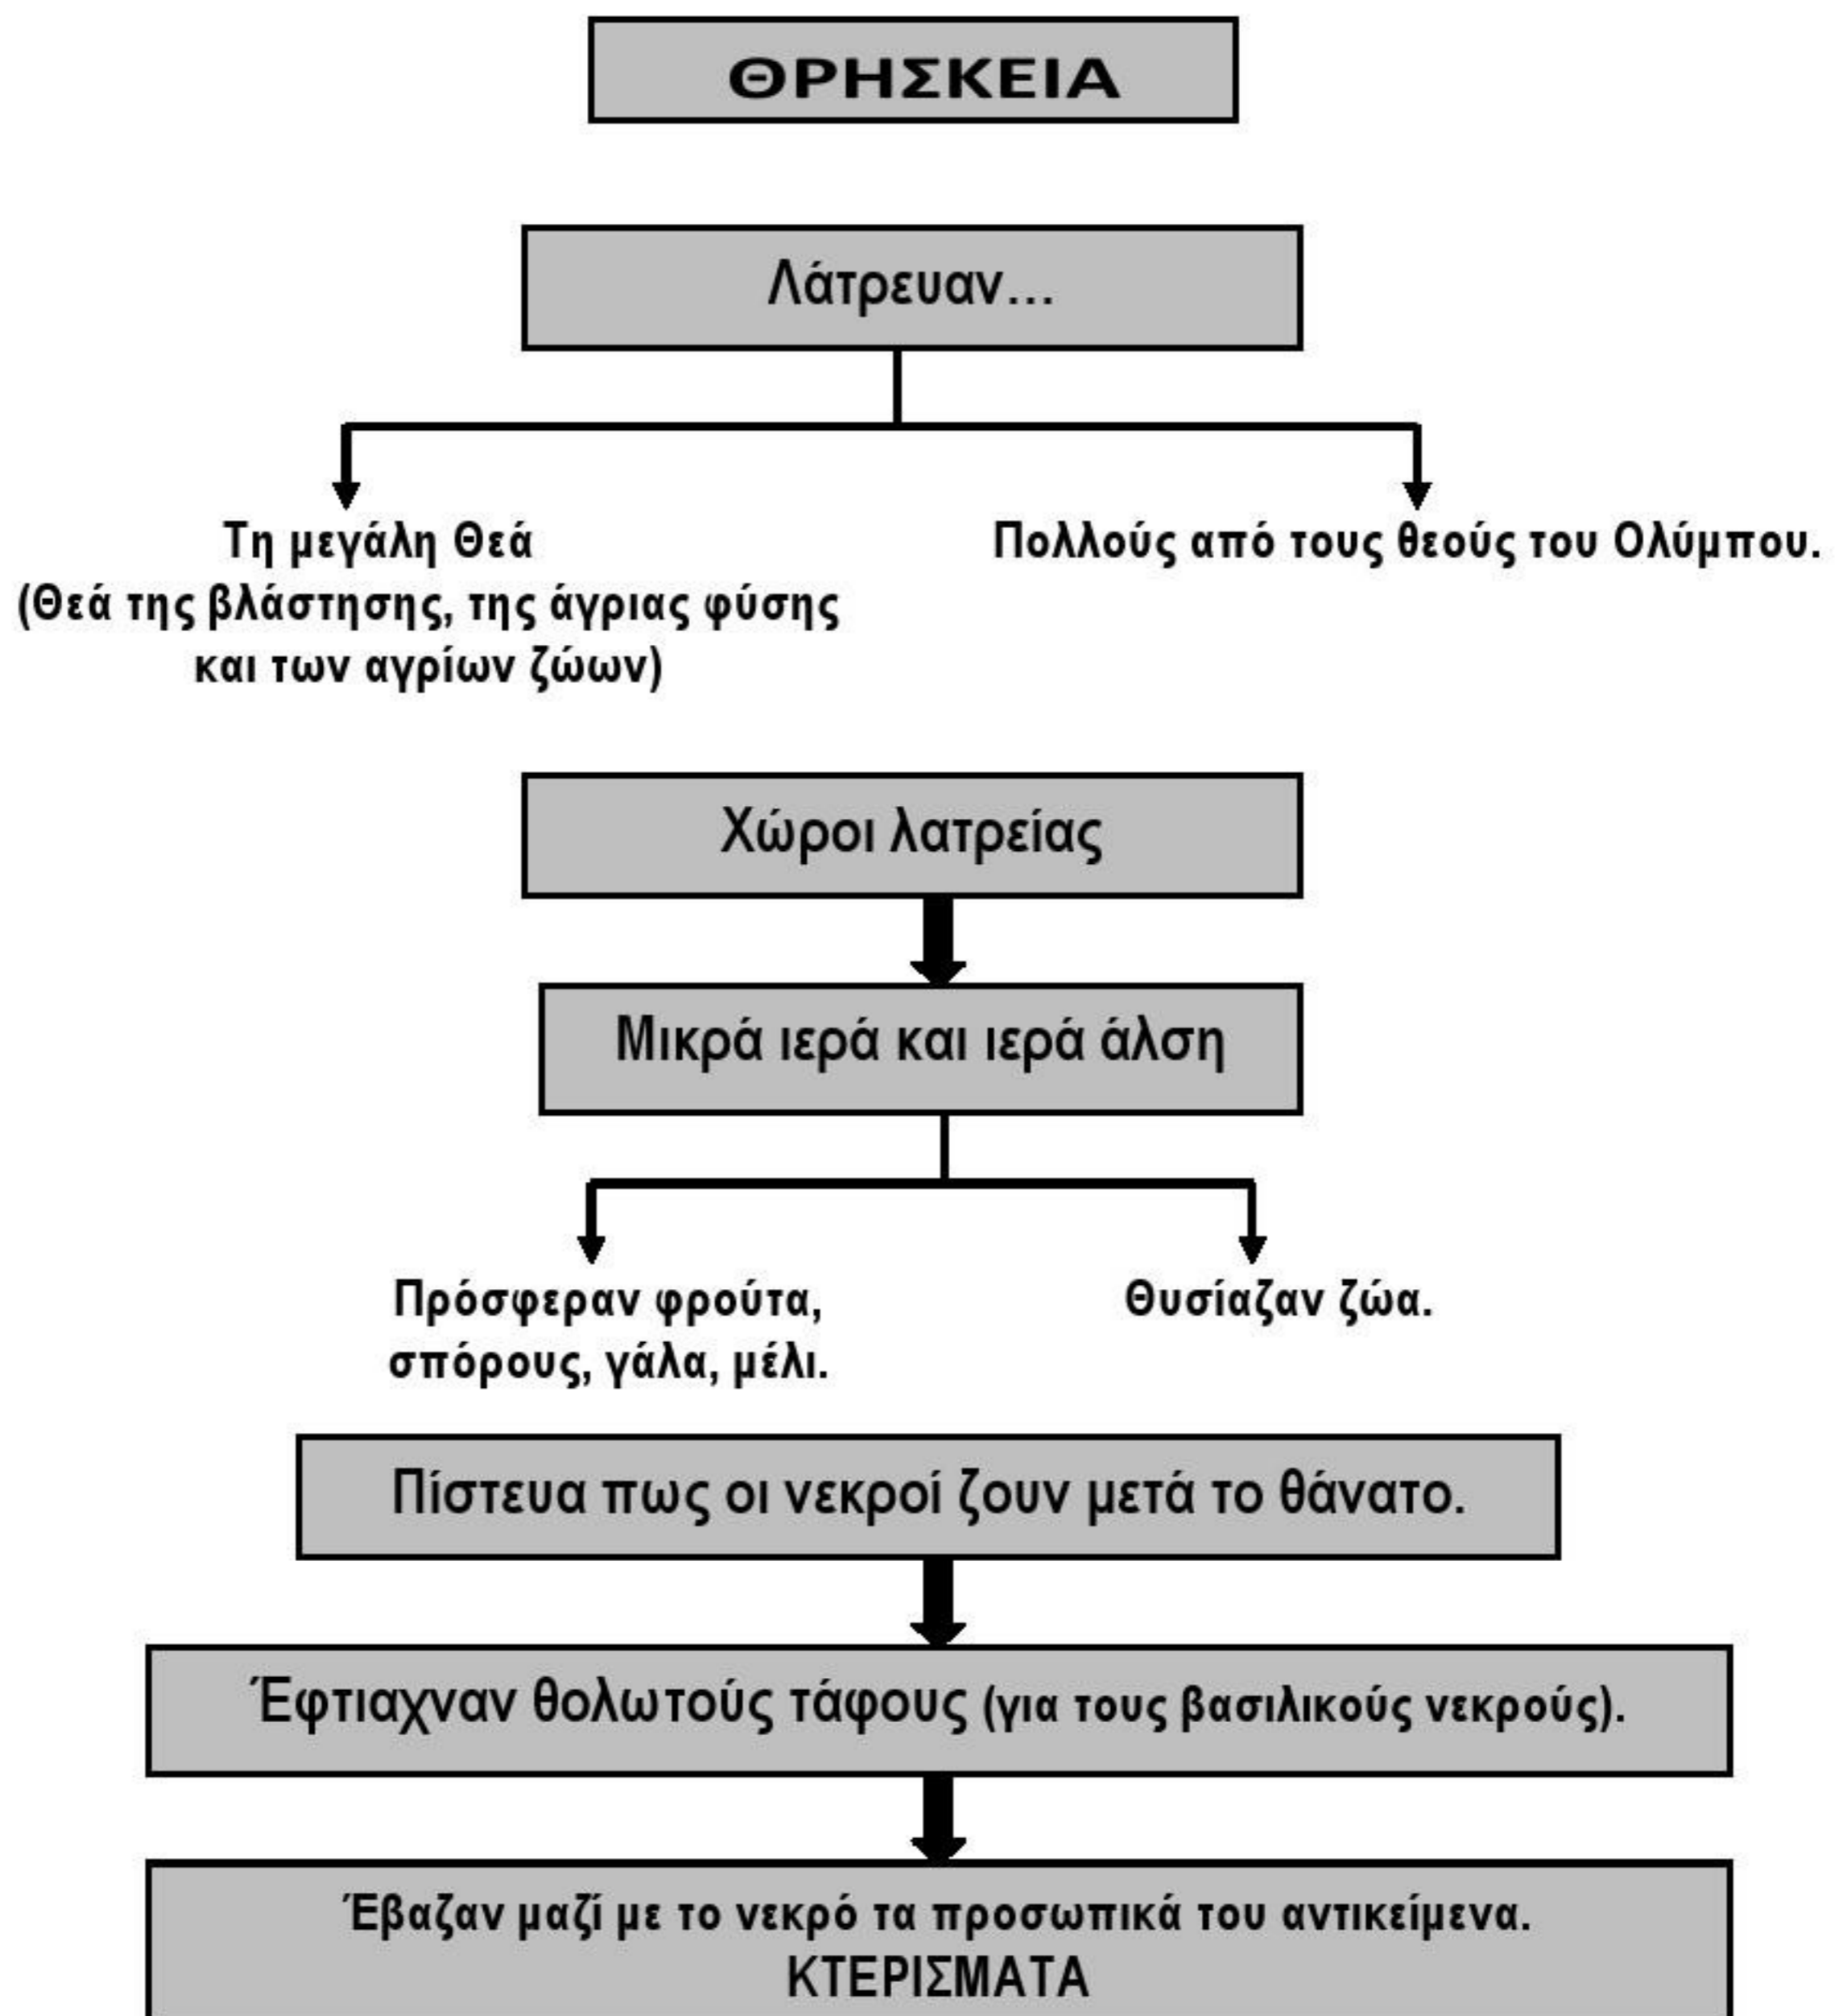 ΘΡΗΣΚΕΙΑ
Λάτρευαν...
Τη μεγάλη Θεά
(Θεά της βλάστησης, της άγριας φύσης
και των αγρίων ζώων)
Πολλούς από τους θεούς του Ολύμπου.
Χώροι λατρείας
Μικρά ιερά και ιερά άλση
Πρόσφεραν φρούτα,
σπόρους, γάλα, μέλι.
Θυσίαζαν ζώα.
Πίστευα πως οι νεκροί ζουν μετά το θάνατο.
Έφτιαχναν θολωτούς τάφους (για τους βασιλικούς νεκρούς).
Έβαζαν μαζί με το νεκρό τα προσωπικά του αντικείμενα.
ΚΤΕΡΙΣΜΑΤΑ